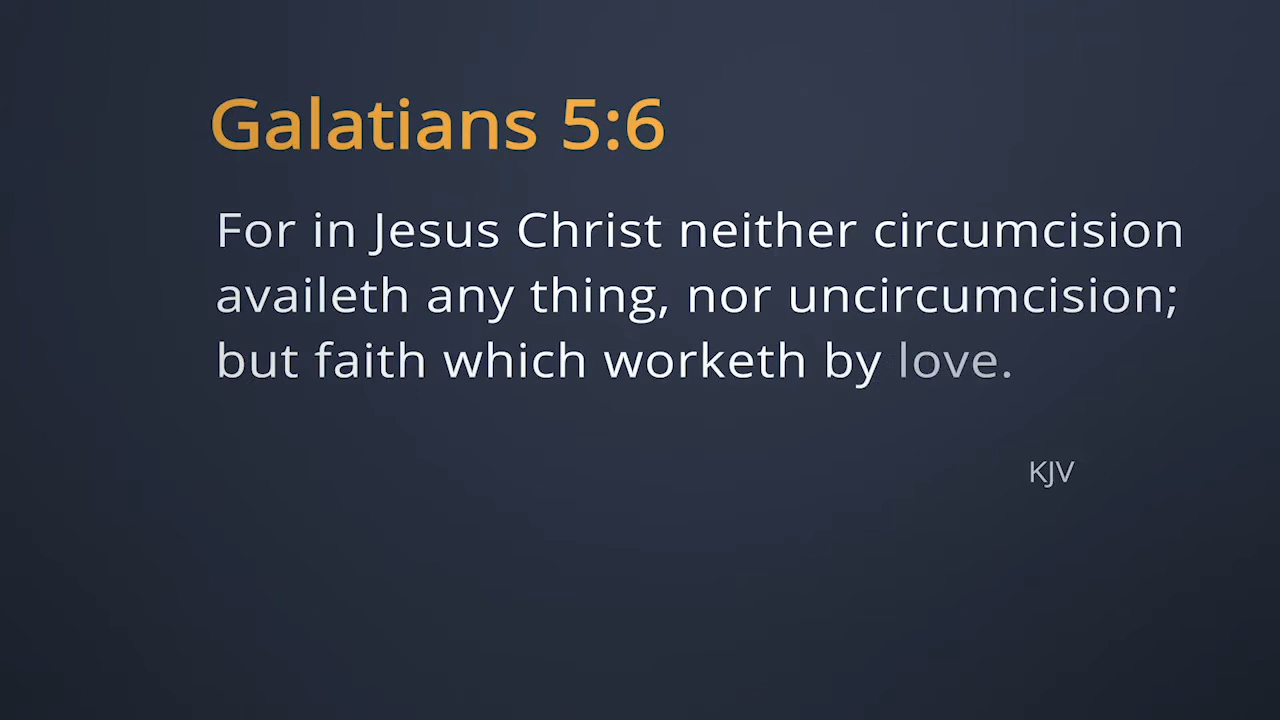 Galatians 5:6
For in Jesus Christ neither circumcision
availeth any thing, nor uncircumcision;
but faith which worketh by love.
KJV